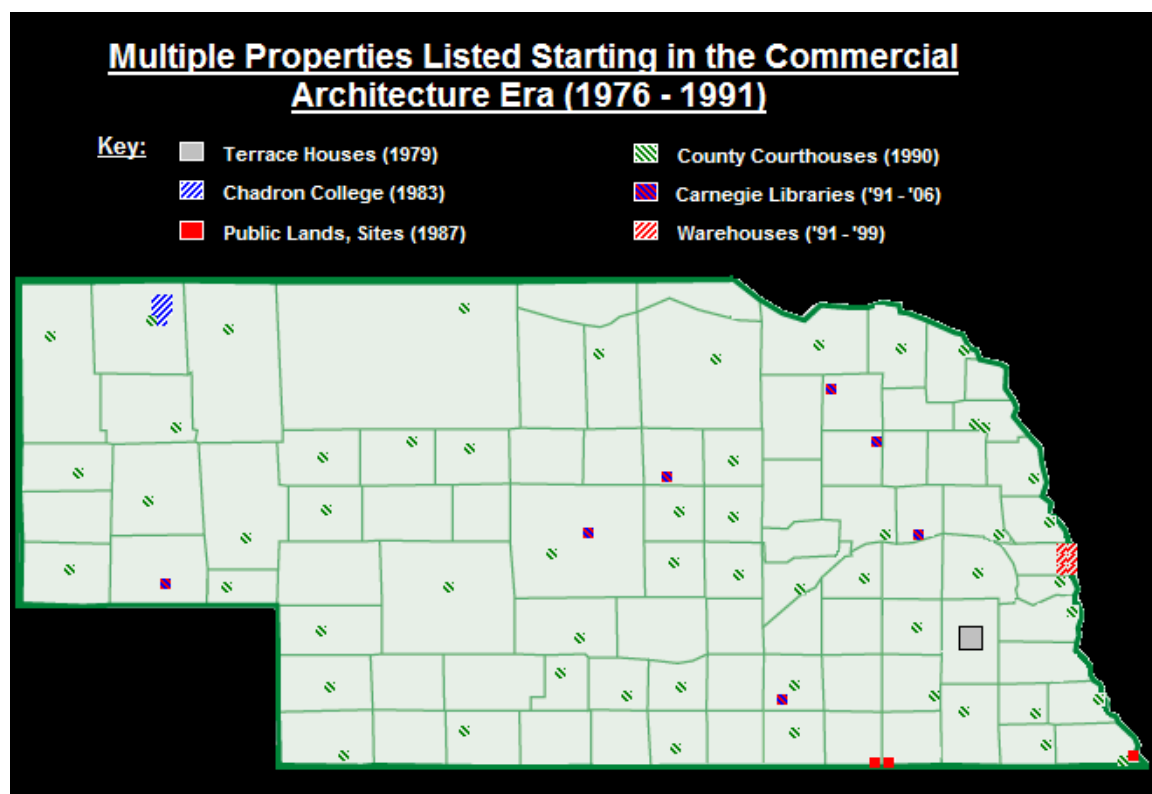 Multiple Properties Listed Starting in the Commercial
Architecture Era (1976 - 1991)
Key:
Terrace Houses (1979)
Chadron College (1983)
Public Lands, Sites (1987)
County Courthouses (1990)
Carnegie Libraries ('91 - '06)
Warehouses ('91 - '99)